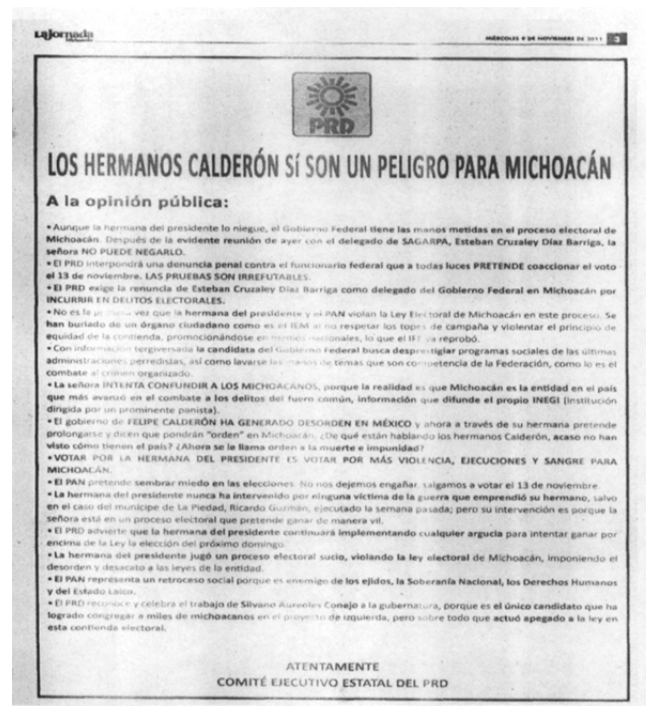 La Jornada
MIÉRCOLES 9 DE NOVIEMBRE DE 2011 3
PRD
LOS HERMANOS CALDERÓN SÍ SON UN PELIGRO PARA MICHOACÁN
A la opinión pública:
• Aunque la hermana del presidente lo niegue, el Gobierno Federal tiene las manos metidas en el proceso electoral de
Michoacán. Después de la evidente reunión de ayer con el delegado de SAGARPA, Esteban Cruzaley Díaz Barriga, la
señora NO PUEDE NEGARLO.
• El PRD interpondrá una denuncia penal contra el funcionario federal que a todas luces PRETENDE coaccionar el voto
el 13 de noviembre. LAS PRUEBAS SON IRREFUTABLES.
• El PRD exige la renuncia de Esteban Cruzaley Díaz Barriga como delegado del Gobierno Federal en Michoacán por
INCURRIR EN DELITOS ELECTORALES.
• No es la primera vez que la hermana del presidente y el PAN violan la Ley Electoral de Michoacán en este proceso. Se
han burlado de un órgano ciudadano como es el IEM al no respetar los topes de campaña y violentar el principio de
equidad de la contienda, promocionándose en medios nacionales, lo que el IFE ya reprobó.
• Con información tergiversada la candidata del Gobierno Federal busca desprestigiar programas sociales de las últimas
administraciones perredistas, así como lavarse las manos de temas que son competencia de la Federación, como lo es el
combate al crimen organizado.
• La señora INTENTA CONFUNDIR A LOS MICHOACANOS, porque la realidad es que Michoacán es la entidad en el país
que más avanzó en el combate a los delitos del fuero común, información que difunde el propio INEGI (Institución
dirigida por un prominente panista).
• El gobierno de FELIPE CALDERÓN HA GENERADO DESORDEN EN MÉXICO y ahora a través de su hermana pretende
prolongarse y dicen que pondrán "orden" en Michoacán. ¿De qué están hablando los hermanos Calderón, acaso no han
visto cómo tienen el país? ¿Ahora se le llama orden a la muerte e impunidad?
• VOTAR POR LA HERMANA DEL PRESIDENTE ES VOTAR POR MÁS VIOLENCIA, EJECUCIONES Y SANGRE PARA
MICHOACÁN.
• El PAN pretende sembrar miedo en las elecciones. No nos dejemos engañar, salgamos a votar el 13 de noviembre.
• La hermana del presidente nunca ha intervenido por ninguna víctima de la guerra que emprendió su hermano, salvo
en el caso del munícipe de La Piedad, Ricardo Guzmán, ejecutado la semana pasada; pero su intervención es porque la
señora está en un proceso electoral que pretende ganar de manera vil.
• El PRD advierte que la hermana del presidente continuará implementando cualquier argucia para intentar ganar por
encima de la Ley la elección del próximo domingo.
• La hermana del presidente jugó un proceso electoral sucio, violando la ley electoral de Michoacán, imponiendo el
desorden y desacato a las leyes de la entidad.
• El PAN representa un retroceso social porque es enemigo de los ejidos, la Soberanía Nacional, los Derechos Humanos
y del Estado Laico.
• El PRD reconoce y celebra el trabajo de Silvano Aureoles Conejo a la gubernatura, porque es el único candidato que ha
logrado congregar a miles de michoacanos en el proyecto de izquierda, pero sobre todo que actuó apegado a la ley en
esta contienda electoral.
ATENTAMENTE
COMITÉ EJECUTIVO ESTATAL DEL PRD